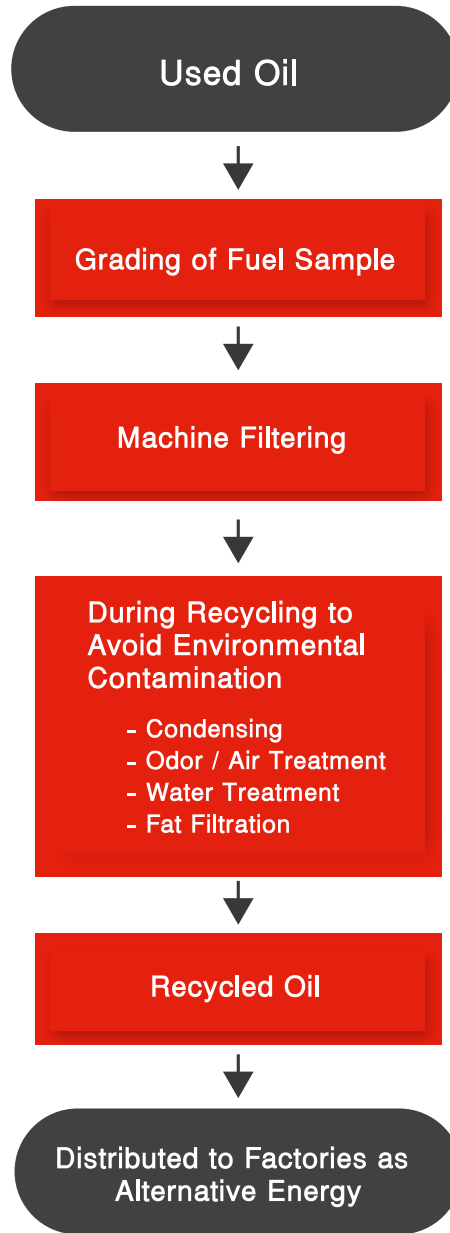 Used Oil
Grading of Fuel Sample
Machine Filtering
During Recycling to
Avoid Environmental
Contamination
- Condensing
- Odor / Air Treatment
- Water Treatment
- Fat Filtration
Recycled Oil
Distributed to Factories as
Alternative Energy